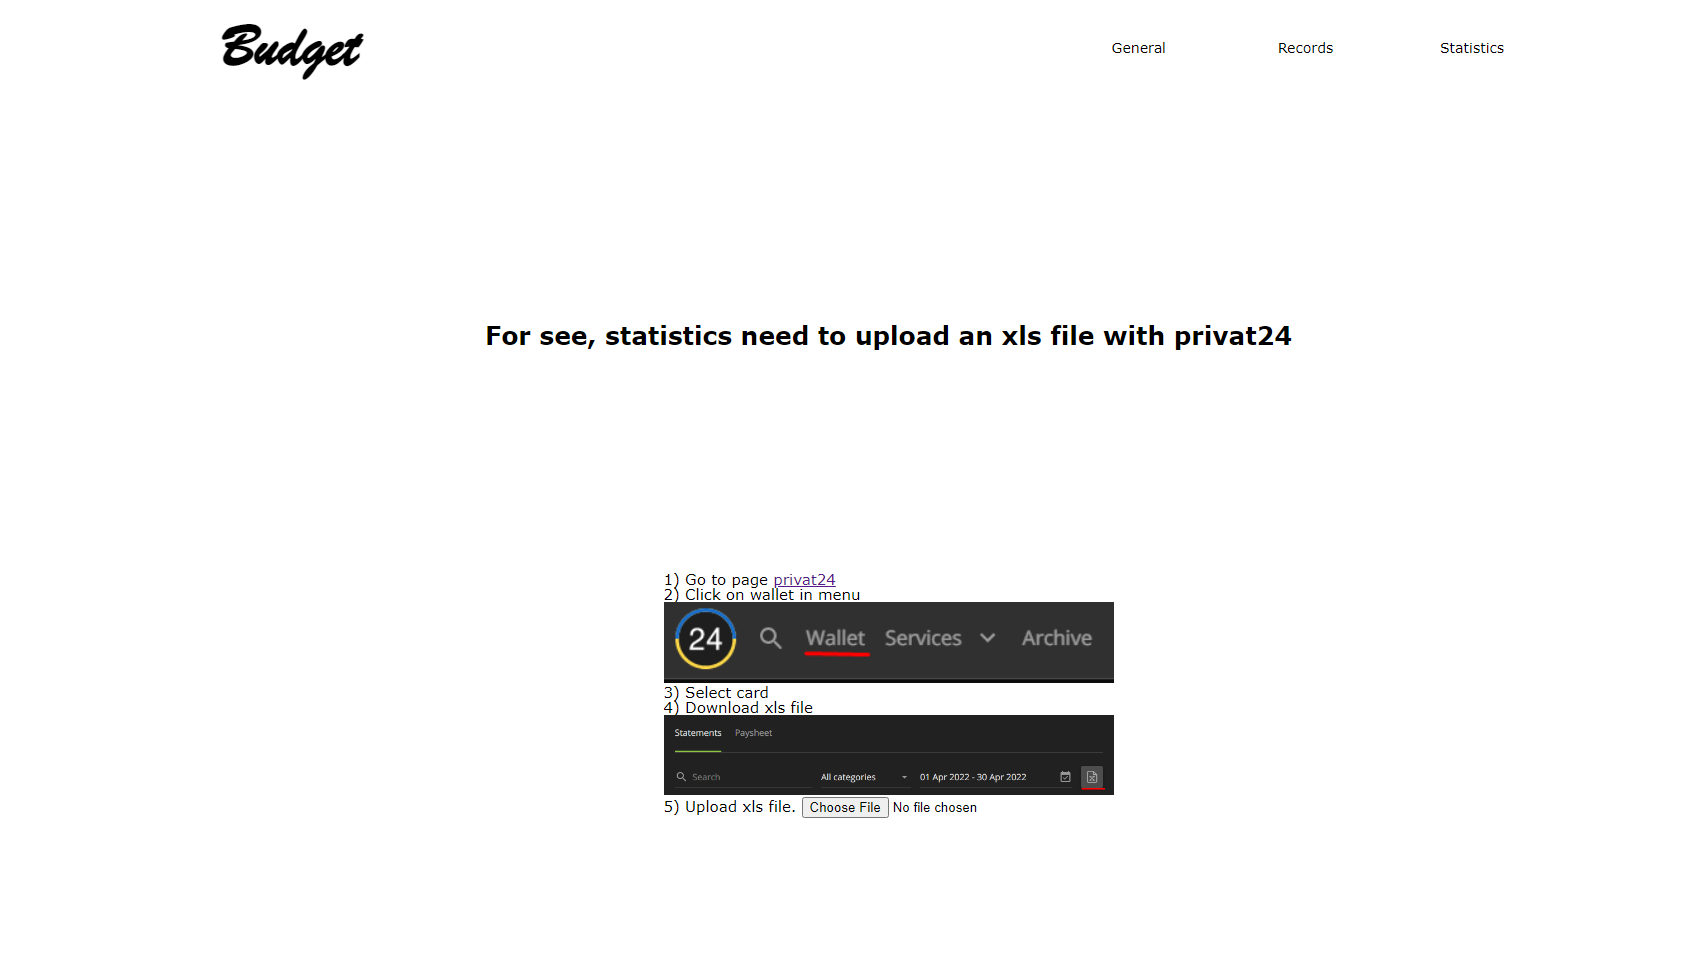 Budget
General
Records
Statistics
For see, statistics need to upload an xls file with privat24
1) Go to page privat24
2) Click on wallet in menu
24 Wallet Services Archive
3) Select card
4) Download xls file
Statements Paysheet
Search All categories 01 Apr 2022 - 30 Apr 2022
5) Upload xls file. Choose File No file chosen